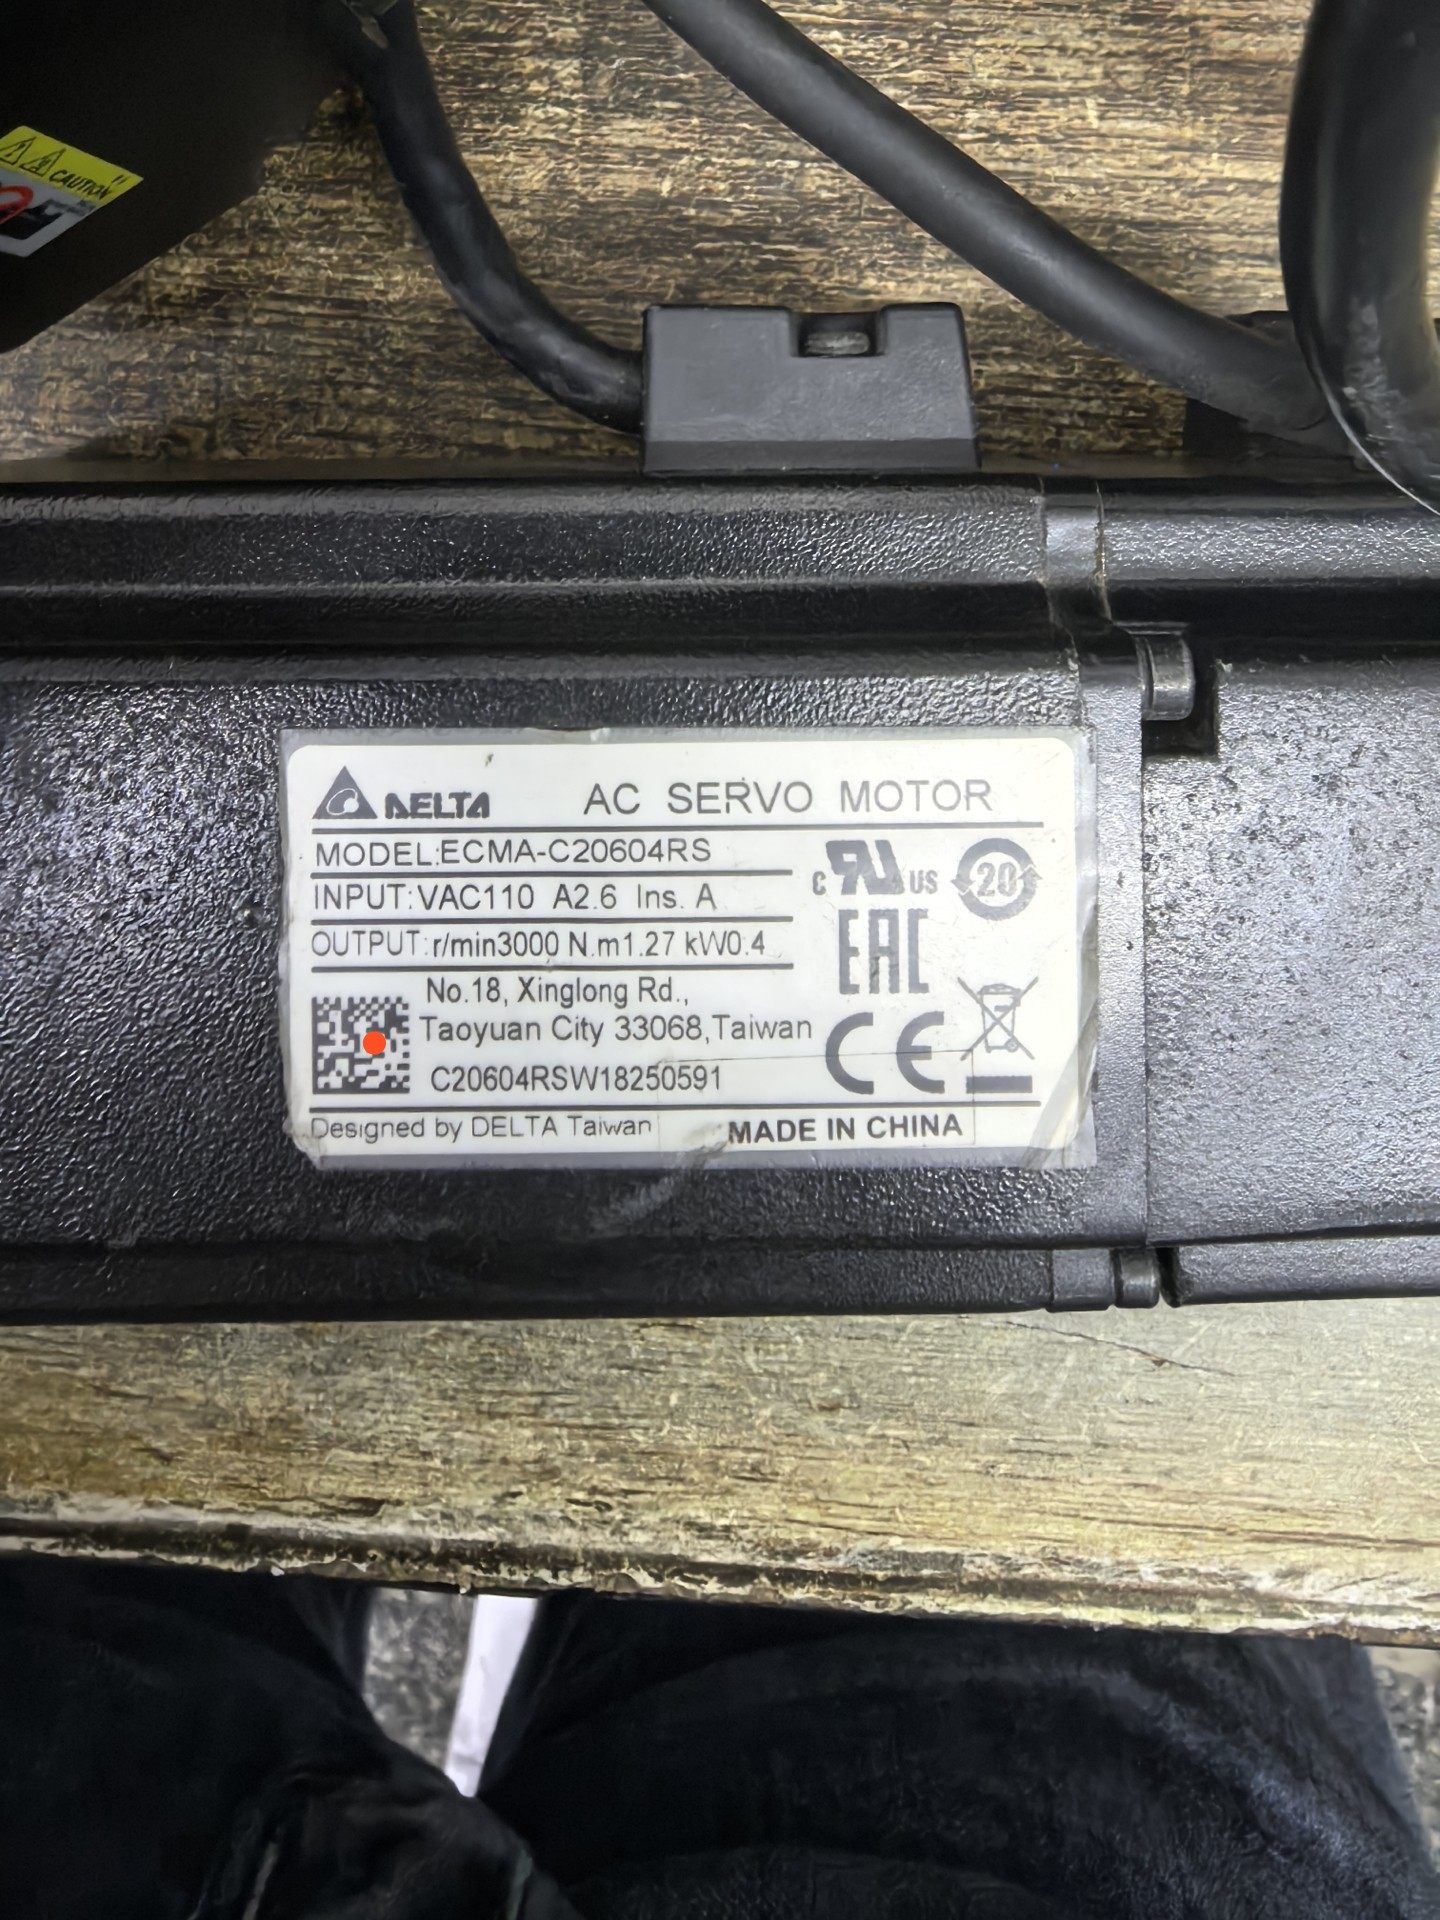 CAUTION
DELTA AC SERVO MOTOR
MODEL:ECMA-C20604RS
INPUT:VAC110 A2.6 Ins. A
OUTPUT:r/min3000 N.m1.27 kW0.4
c RU US 20
EAC
No.18, Xinglong Rd.,
Taoyuan City 33068,Taiwan
CE
C20604RSW18250591
Designed by DELTA Taiwan MADE IN CHINA